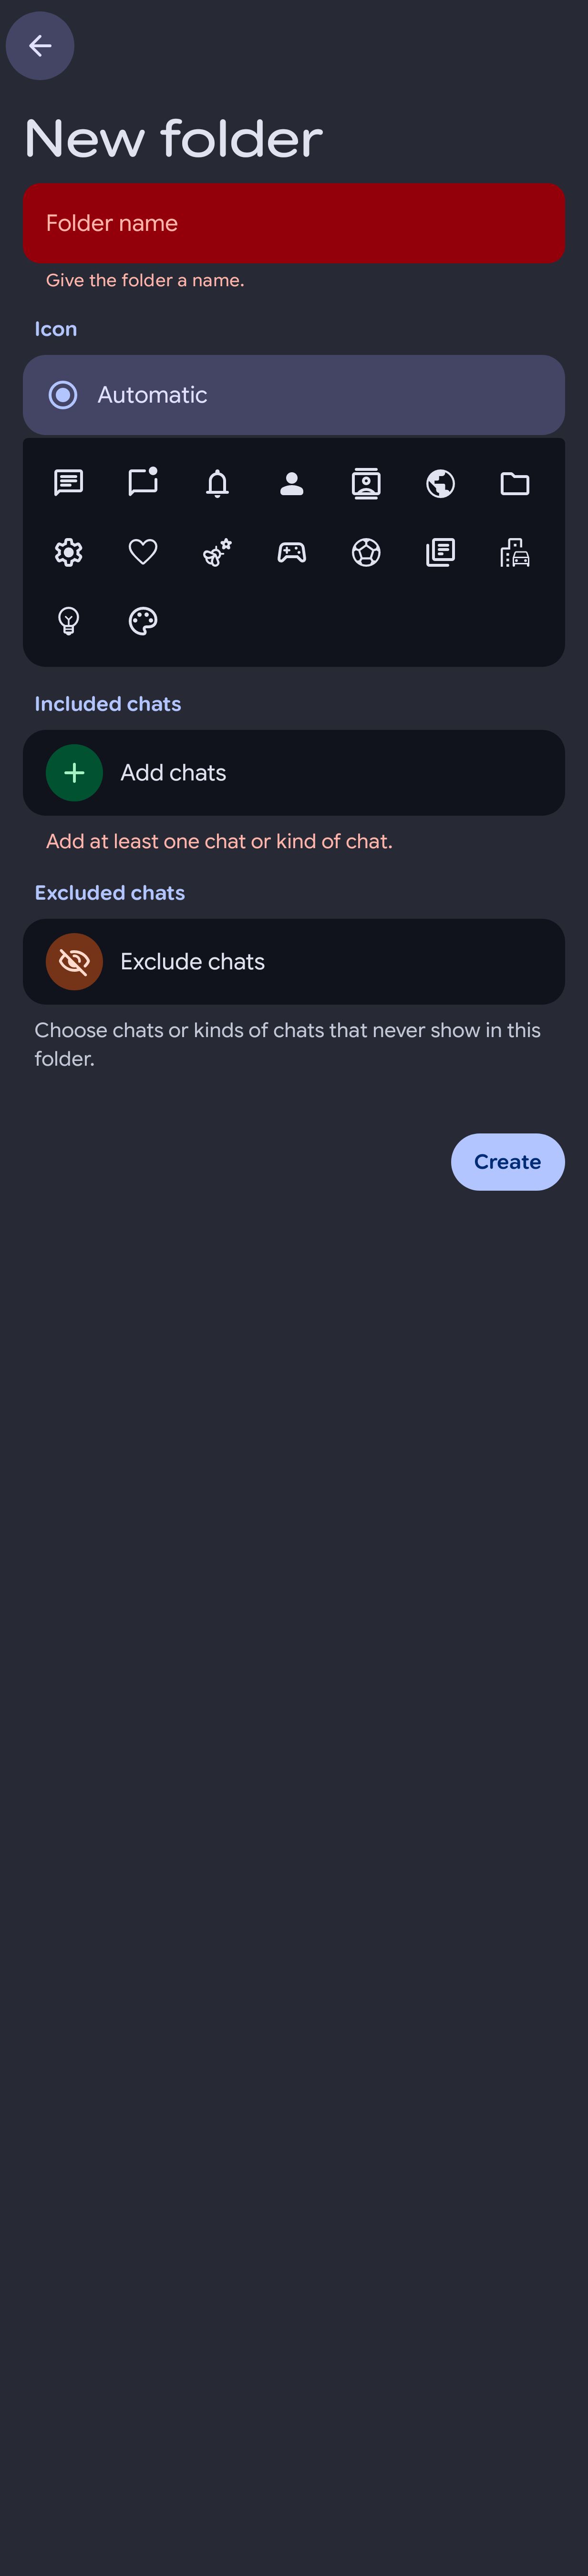 New folder
Folder name
Give the folder a name.
Icon
Automatic
Included chats
Add chats
Add at least one chat or kind of chat.
Excluded chats
Exclude chats
Choose chats or kinds of chats that never show in this
folder.
Create